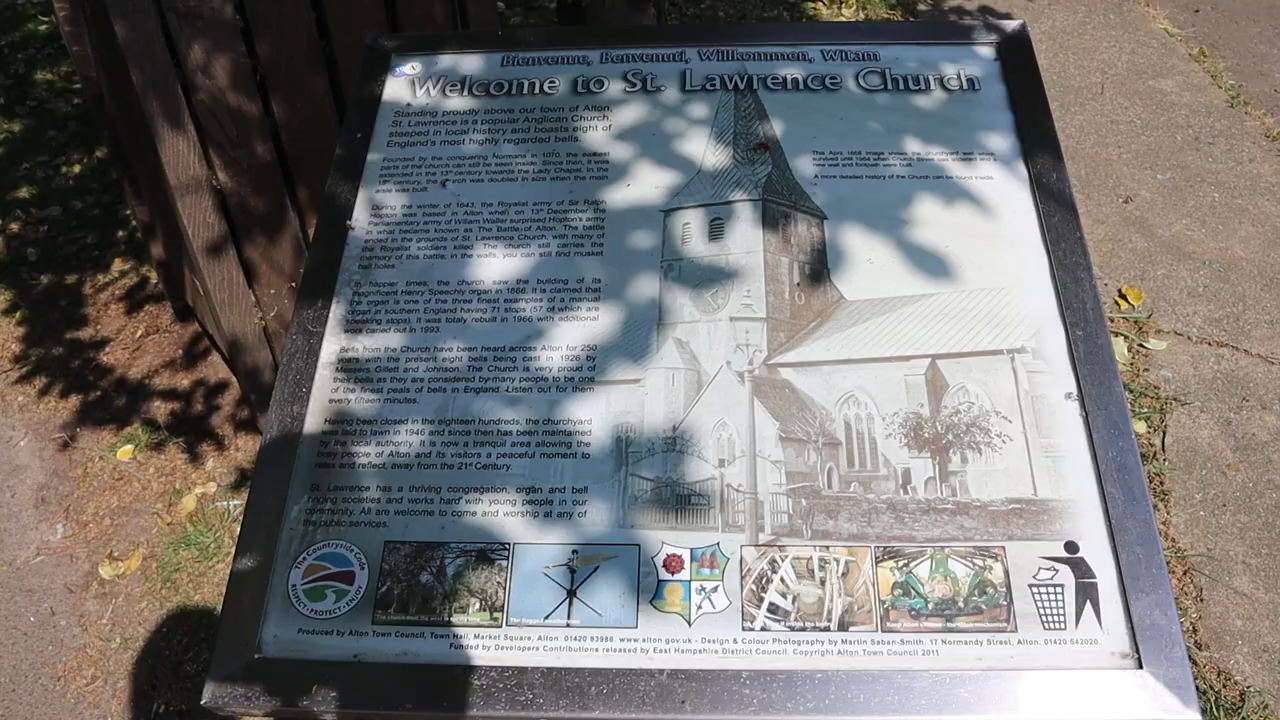 Bienvenue, Benvenuti, Willkommen, Witam
Welcome to St. Lawrence Church
Standing proudly above our town of Alton,
St. Lawrence is a popular Anglican Church,
steeped in local history and boasts eight of
England's most highly regarded bells.
Founded by the conquering Normans in 1070, the earliest
parts of the church can still be seen inside. Since then, it was
extended in the 13th century towards the Lady Chapel. In the
15th century, the church was doubled in size when the main
aisle was built.
During the winter of 1643, the Royalist army of Sir Ralph
Hopton was based in Alton when on 13th December the
Parliamentary army of William Waller surprised Hopton's army
in what became known as The Battle of Alton. The battle
ended in the grounds of St. Lawrence Church, with many of
the Royalist soldiers killed. The church still carries the
memory of this battle; in the walls, you can still find musket
ball holes.
In happier times, the church saw the building of its
magnificent Henry Speechly organ in 1866. It is claimed that
the organ is one of the three finest examples of a manual
organ in southern England having 71 stops (57 of which are
speaking stops). It was totaly rebuilt in 1966 with additional
work caried out in 1993.
Bells from the Church have been heard across Alton for 250
years with the present eight bells being cast in 1926 by
Messers Gillett and Johnson. The Church is very proud of
their bells as they are considered by many people to be one
of the finest peals of bells in England. Listen out for them
every fifteen minutes.
Having been closed in the eighteen hundreds, the churchyard
was laid to lawn in 1946 and since then has been maintained
by the local authority. It is now a tranquil area allowing the
busy people of Alton and its visitors a peaceful moment to
relax and reflect, away from the 21st Century.
St. Lawrence has a thriving congregation, organ and bell
ringing societies and works hard with young people in our
community. All are welcome to come and worship at any of
the public services.
This April 1868 image shows the churchyard wall which
survived until 1964 when Church Street was widened and a
new wall and footpath were built.
A more detailed history of the Church can be found inside
The Countryside Code
RESPECT • PROTECT • ENJOY
Produced by Alton Town Council, Town Hall, Market Square, Alton. 01420 83986. www.alton.gov.uk - Design & Colour Photography by Martin Saban-Smith, 17 Normandy Street, Alton. 01420 542020.
Funded by Developers Contributions released by East Hampshire District Council. Copyright Alton Town Council 2011